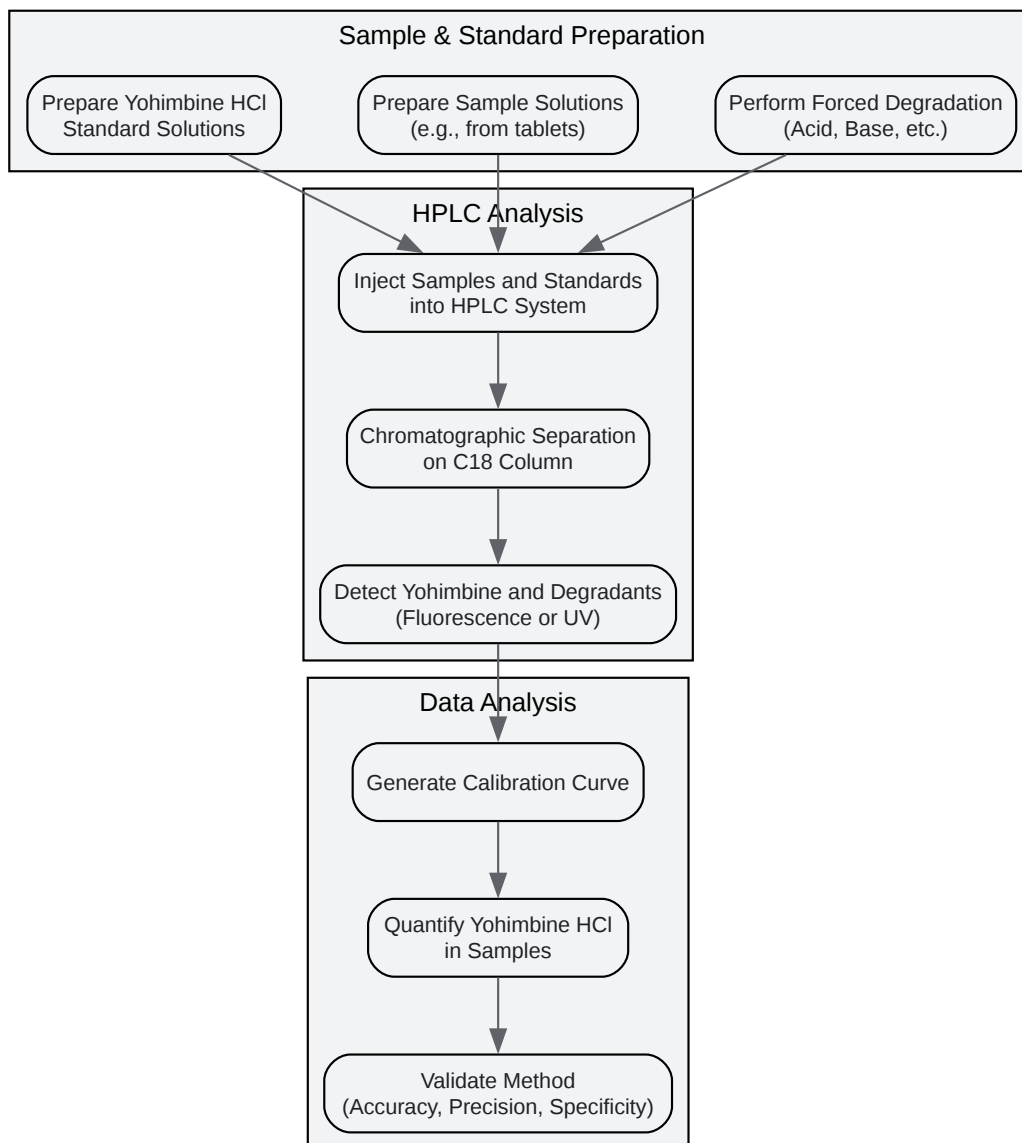 Sample & Standard Preparation
Prepare Yohimbine HCl
Standard Solutions
Prepare Sample Solutions
(e.g., from tablets)
Perform Forced Degradation
(Acid, Base, etc.)
HPLC Analysis
Inject Samples and Standards
into HPLC System
Chromatographic Separation
on C18 Column
Detect Yohimbine and Degradants
(Fluorescence or UV)
Data Analysis
Generate Calibration Curve
Quantify Yohimbine HCl
in Samples
Validate Method
(Accuracy, Precision, Specificity)